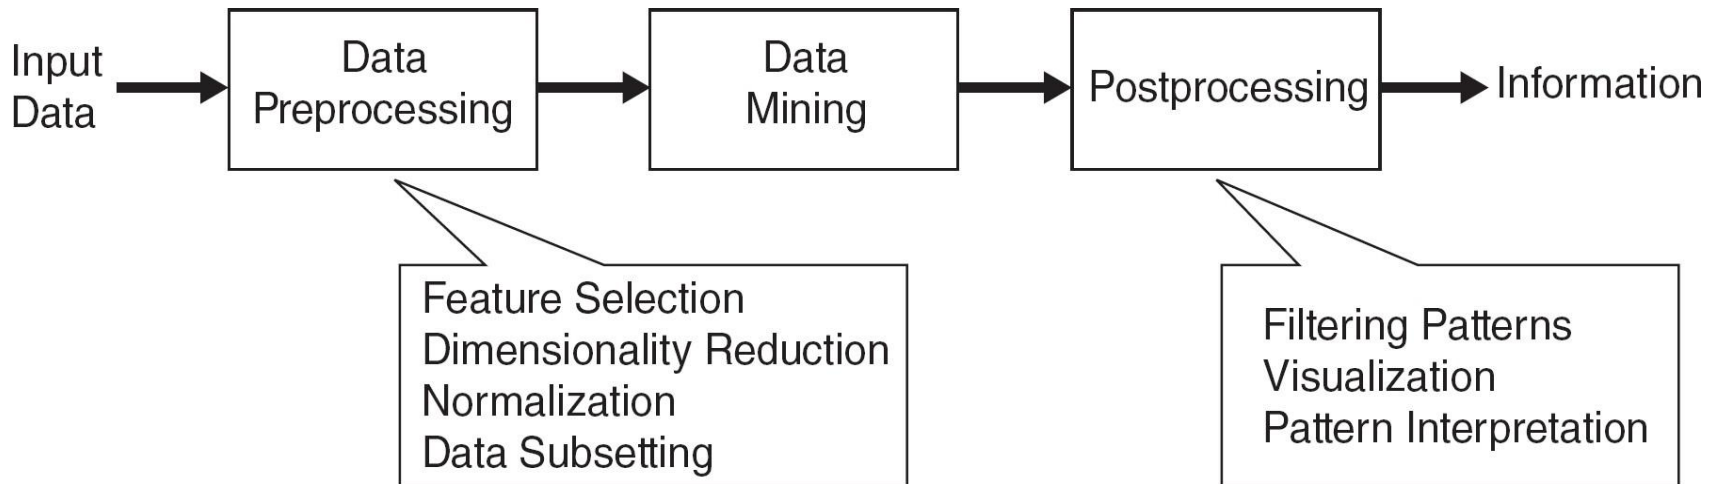 Input
Data
Data
Preprocessing
Data
Mining
Postprocessing
Information
Feature Selection
Dimensionality Reduction
Normalization
Data Subsetting
Filtering Patterns
Visualization
Pattern Interpretation